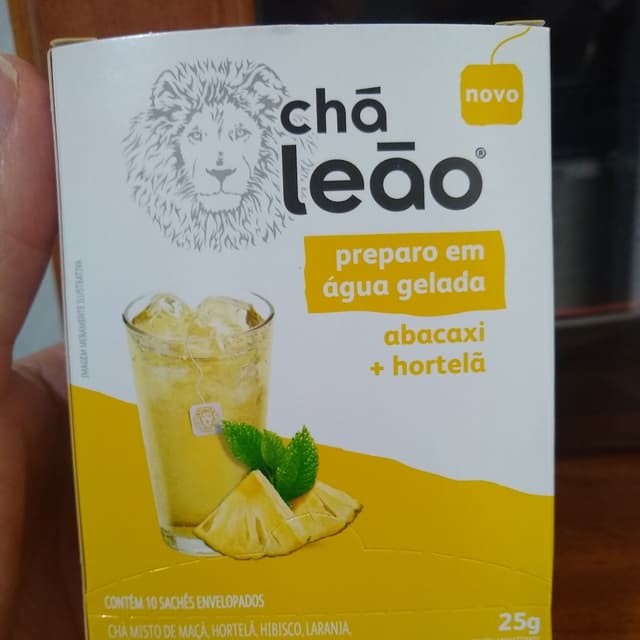 chá
leão®
novo
preparo em
água gelada
abacaxi
+ hortelã
IMAGEM MERAMENTE ILUSTRATIVA
CONTÉM 10 SACHÊS ENVELOPADOS
CHÁ MISTO DE MAÇÃ, HORTELÃ, HIBISCO, LARANJA,
25g